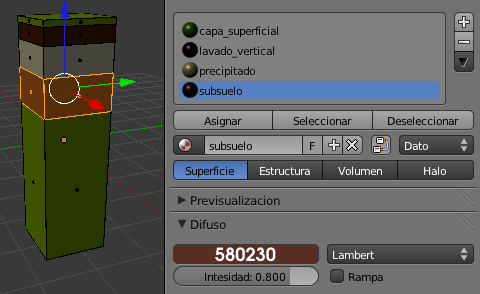 capa_superficial
lavado_vertical
precipitado
subsuelo
Asignar Seleccionar Deseleccionar
subsuelo F Dato
Superficie Estructura Volumen Halo
Previsualizacion
Difuso
580230 Lambert
Intesidad: 0.800 Rampa